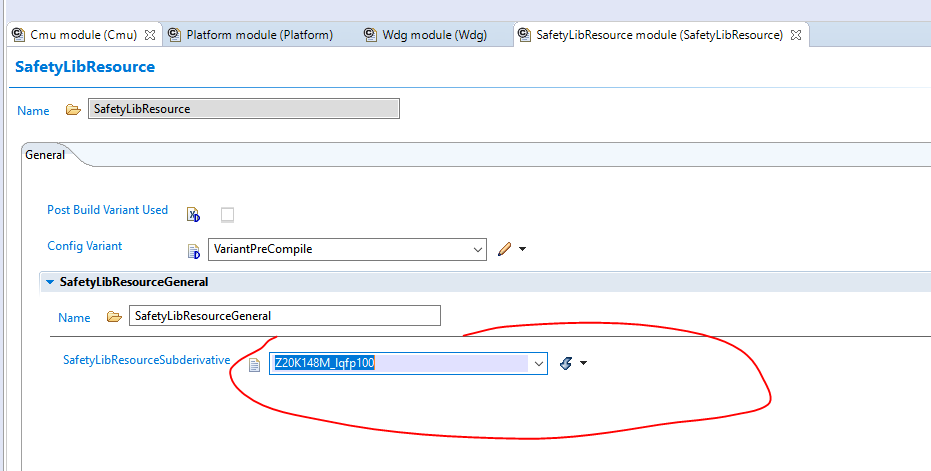 Cmu module (Cmu) Platform module (Platform) Wdg module (Wdg) SafetyLibResource module (SafetyLibResource)
SafetyLibResource
Name SafetyLibResource
General
Post Build Variant Used
Config Variant VariantPreCompile
SafetyLibResourceGeneral
Name SafetyLibResourceGeneral
SafetyLibResourceSubderivative Z20K148M_lqfp100